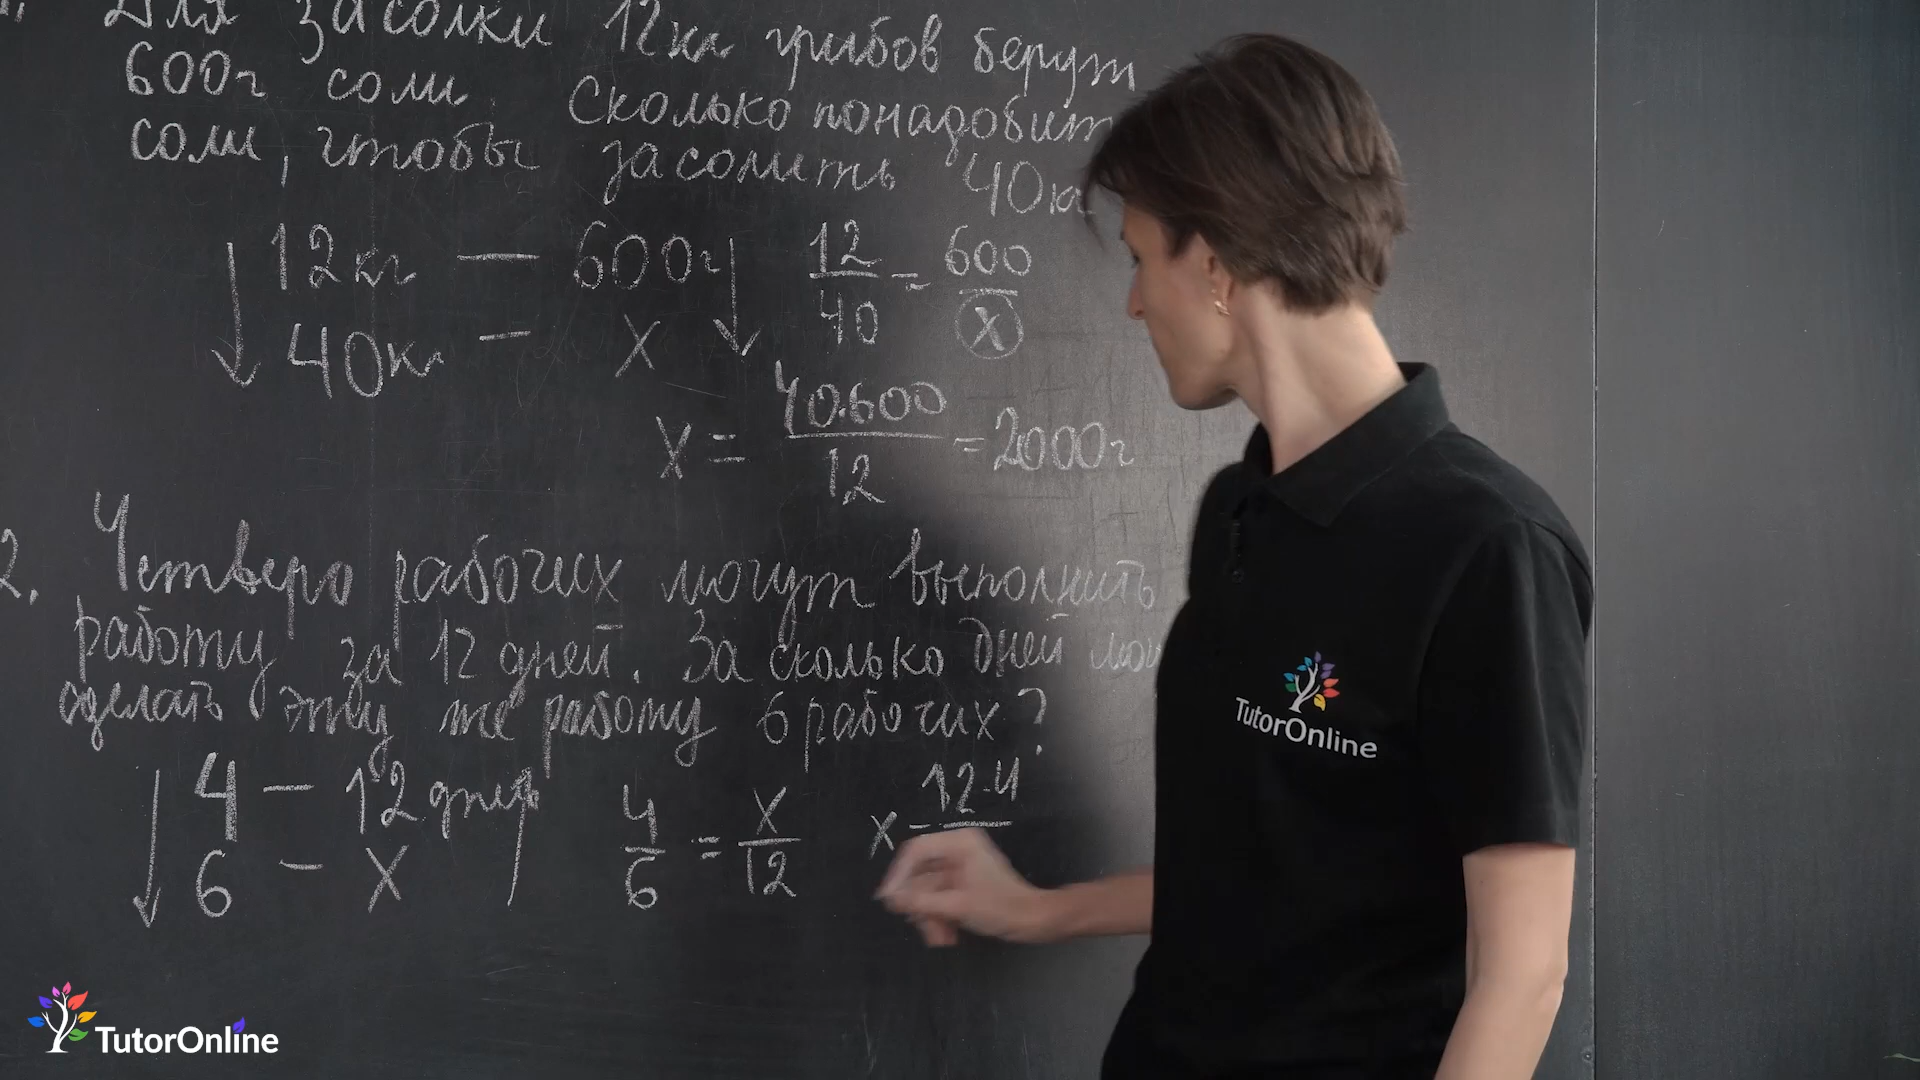 Для засолки 12кг грибов берут
600г соли. Сколько понадобит
соли, чтобы засолить 40кг
12кг — 600г
40кг — х
12/40 = 600/х
х = 40·600/12 = 2000г
2. Четверо рабочих могут выполнить
работу за 12 дней. За сколько дней мог
сделать эту же работу 6 рабочих?
4 — 12 дней
6 — х
4/6 = х/12
х = 12·4
TutorOnline
TutorOnline